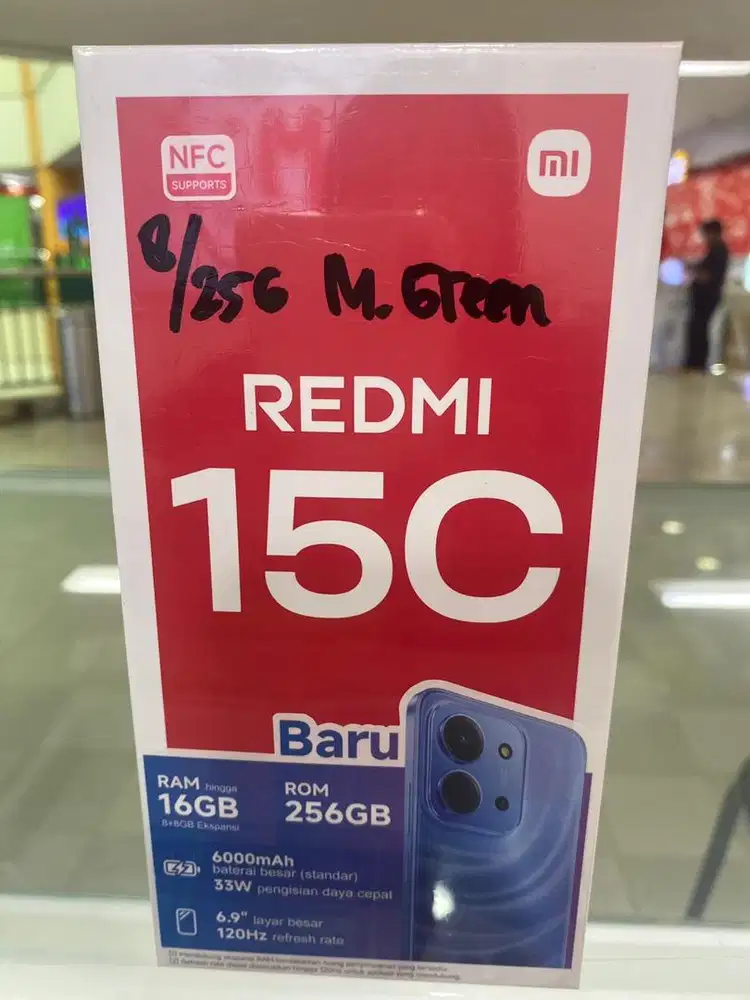 NFC
SUPPORTS
mi
8/256 M. Green
REDMI
15C
Baru
RAM hingga
16GB
8+8GB Ekspansi
ROM
256GB
6000mAh
baterai besar (standar)
33W pengisian daya cepat
6.9" layar besar
120Hz refresh rate